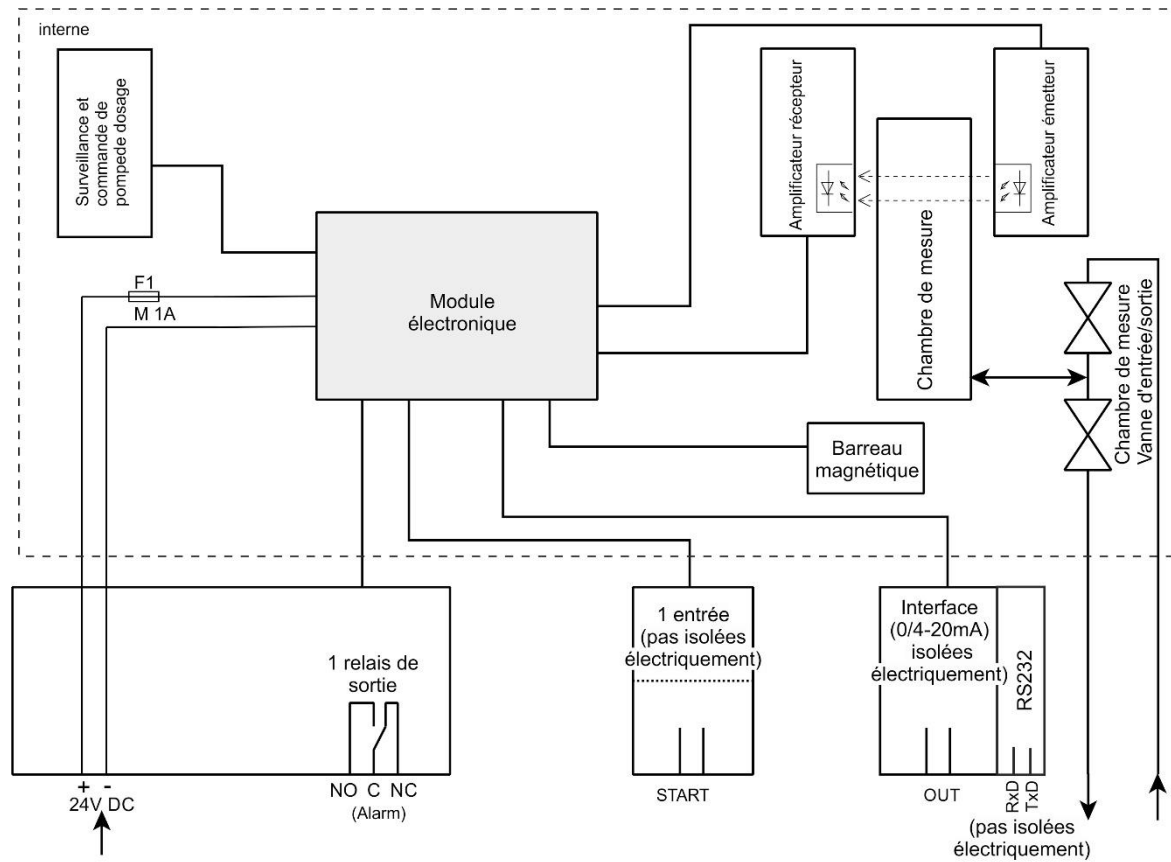 interne
Surveillance et
commande de
pompede dosage
F1
M 1A
Module
électronique
Amplificateur récepteur
Chambre de mesure
Amplificateur émetteur
Chambre de mesure
Vanne d'entrée/sortie
Barreau
magnétique
1 relais de
sortie
NO C NC
(Alarm)
+ -
24V DC
1 entrée
(pas isolées
électriquement)
START
Interface
(0/4-20mA)
isolées
électriquement)
RS232
OUT
RxD
TxD
(pas isolées
électriquement)